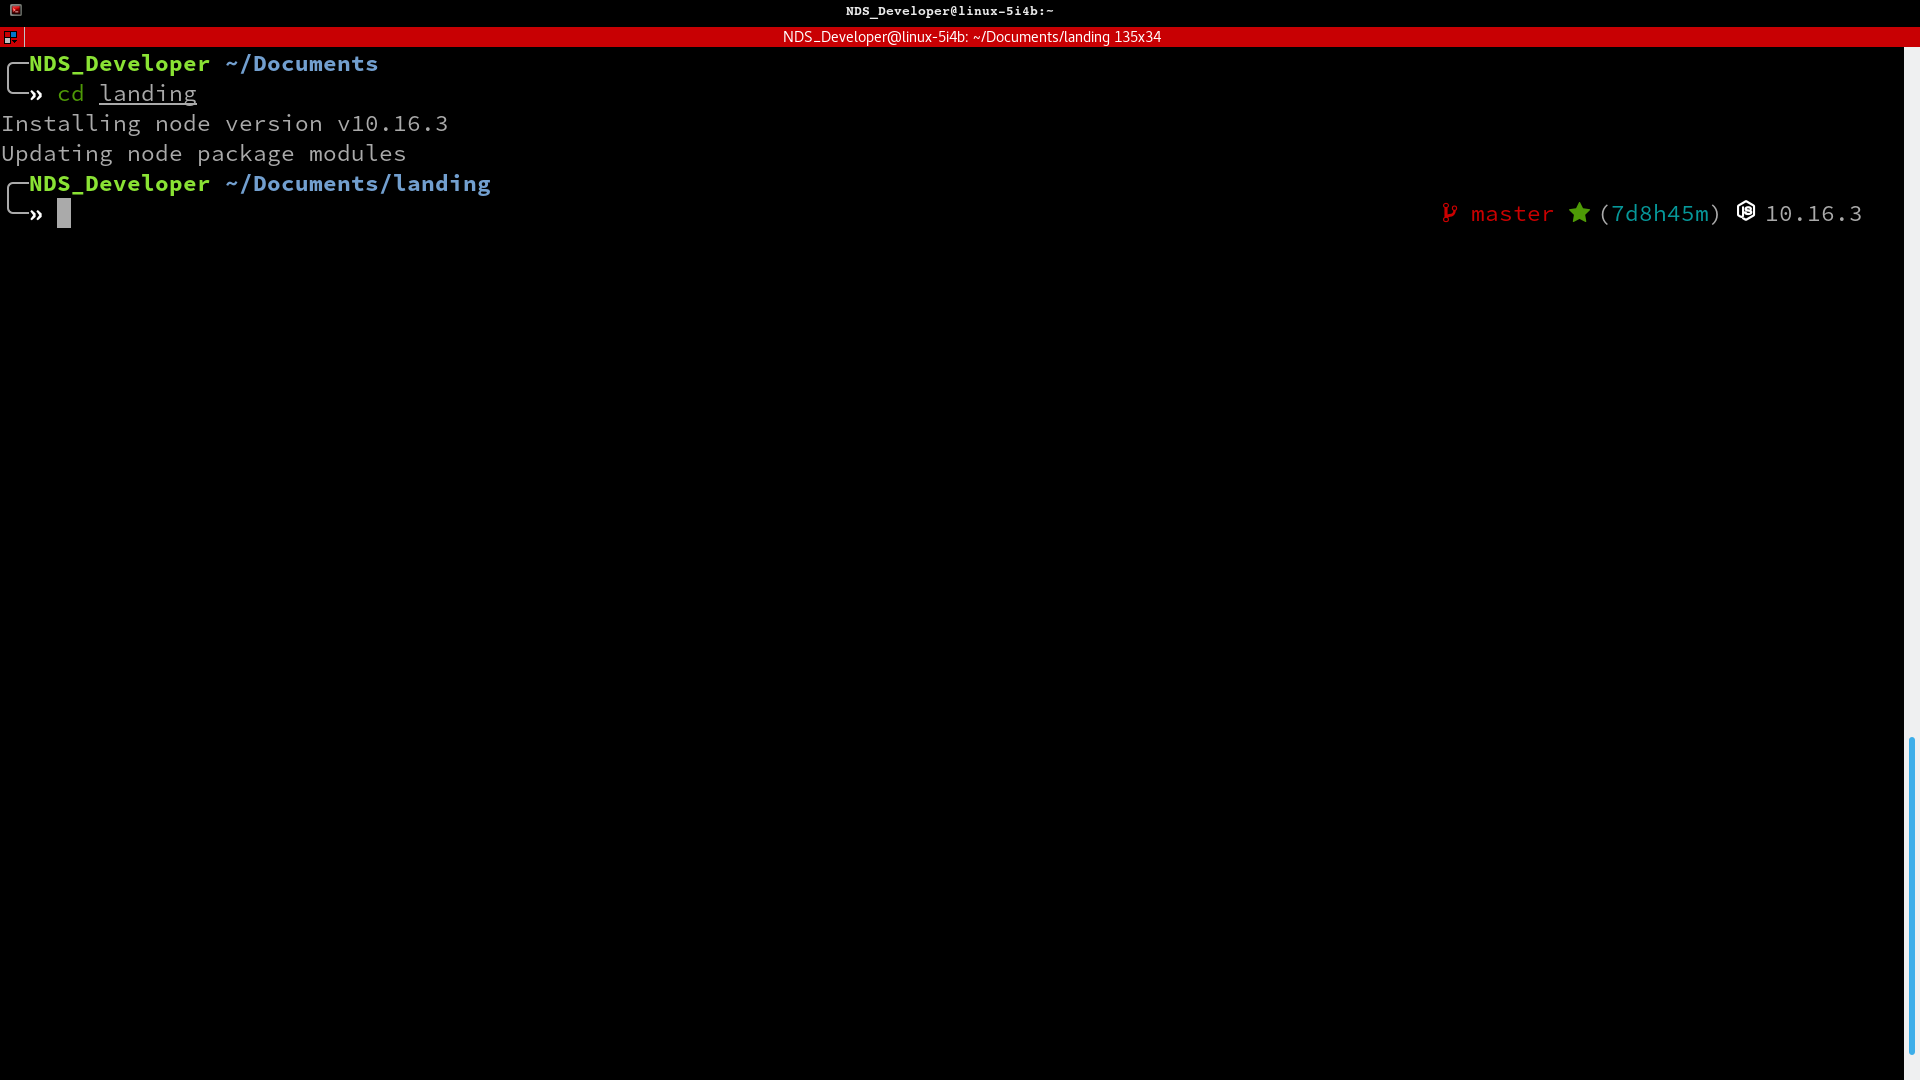 NDS_Developer@linux-5i4b:~
NDS_Developer@linux-5i4b: ~/Documents/landing 135x34
NDS_Developer ~/Documents
» cd landing
Installing node version v10.16.3
Updating node package modules
NDS_Developer ~/Documents/landing
» master ★ (7d8h45m) JS 10.16.3